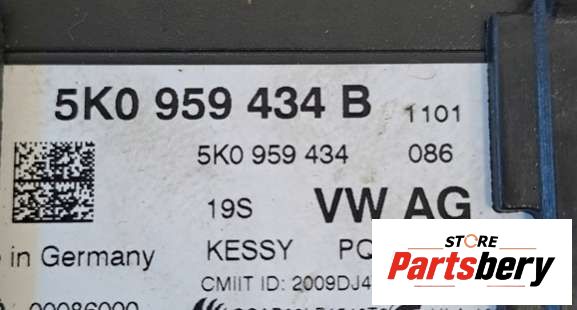 5K0 959 434 B 1101
5K0 959 434 086
19S VW AG
in Germany KESSY PQ
CMIIT ID: 2009DJ4
00086000
STORE
Partsbery